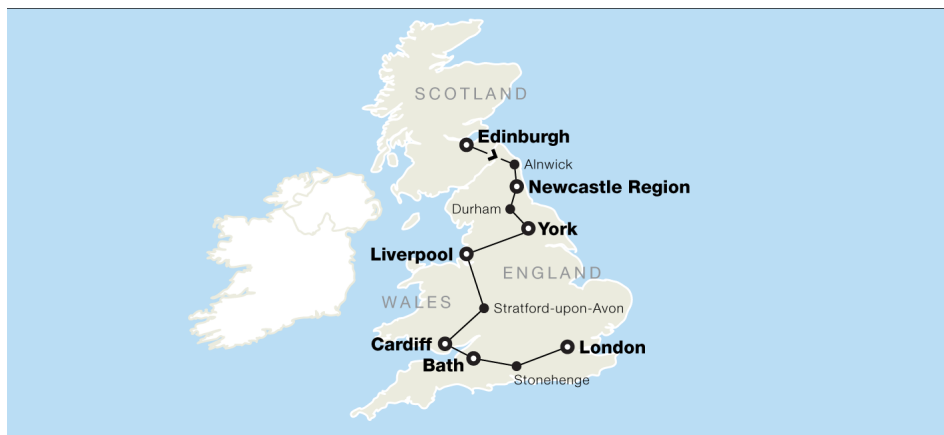 SCOTLAND
Edinburgh
Alnwick
Newcastle Region
Durham
York
Liverpool
ENGLAND
WALES
Stratford-upon-Avon
Cardiff
London
Bath
Stonehenge